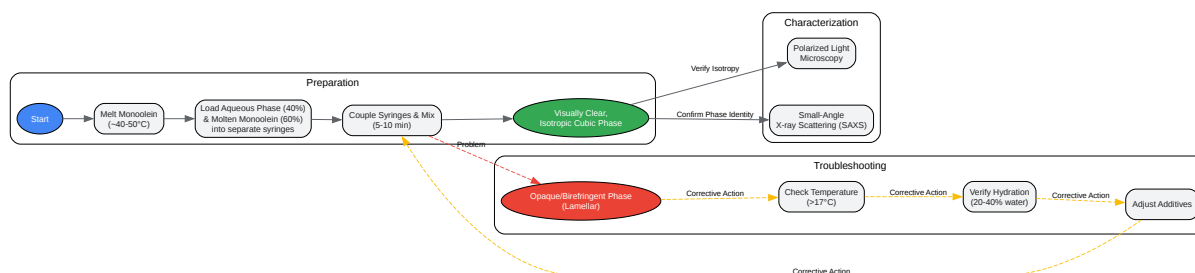 Characterization
Polarized Light
Microscopy
Verify Isotropy
Preparation
Start
Melt Monoolein
(~40-50°C)
Load Aqueous Phase (40%)
& Molten Monoolein (60%)
into separate syringes
Couple Syringes & Mix
(5-10 min)
Visually Clear,
Isotropic Cubic Phase
Confirm Phase Identity
Small-Angle
X-ray Scattering (SAXS)
Problem
Troubleshooting
Opaque/Birefringent Phase
(Lamellar)
Corrective Action
Check Temperature
(>17°C)
Corrective Action
Verify Hydration
(20-40% water)
Corrective Action
Adjust Additives
Corrective Action